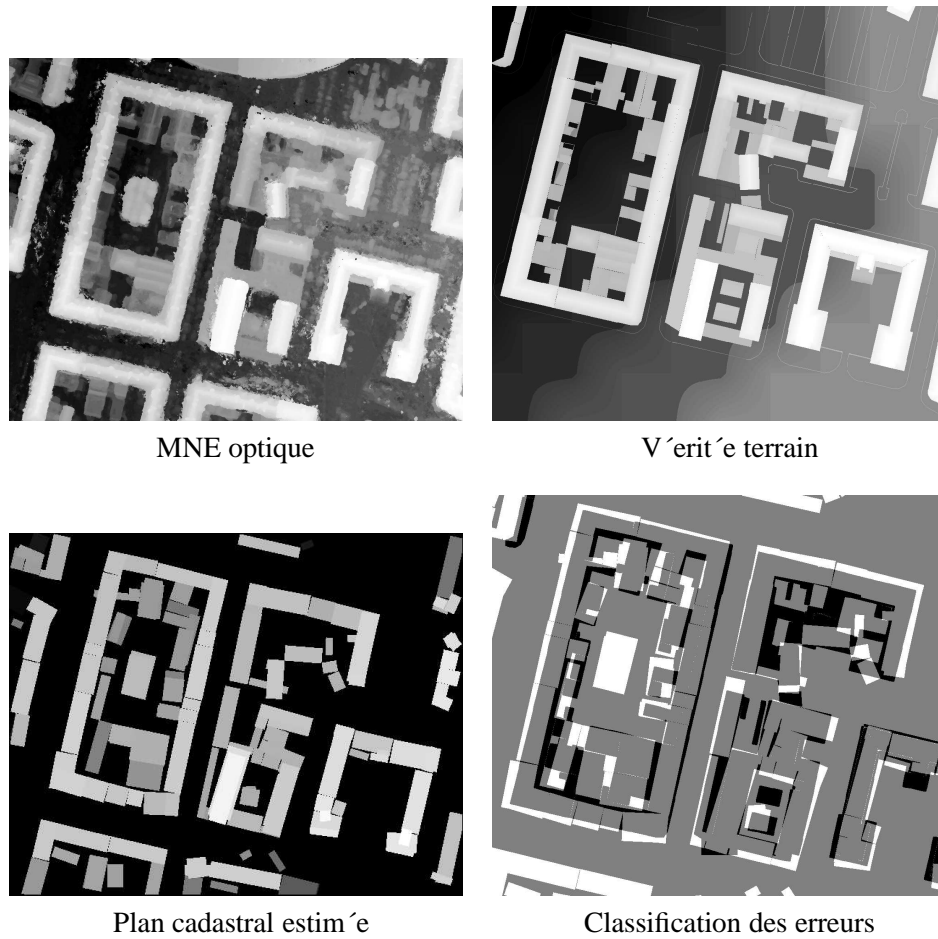 MNE optique
V´erit´e terrain
Plan cadastral estim´e
Classification des erreurs